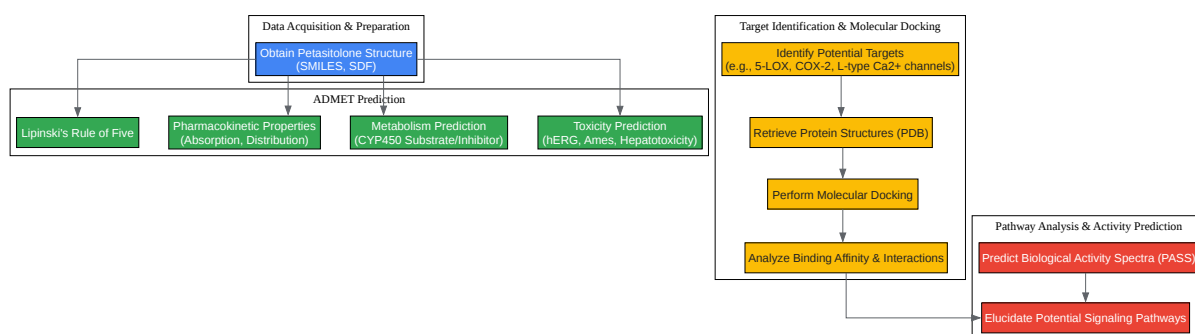 Data Acquisition & Preparation
Obtain Petasitolone Structure
(SMILES, SDF)
ADMET Prediction
Lipinski's Rule of Five
Pharmacokinetic Properties
(Absorption, Distribution)
Metabolism Prediction
(CYP450 Substrate/Inhibitor)
Toxicity Prediction
(hERG, Ames, Hepatotoxicity)
Target Identification & Molecular Docking
Identify Potential Targets
(e.g., 5-LOX, COX-2, L-type Ca2+ channels)
Retrieve Protein Structures (PDB)
Perform Molecular Docking
Analyze Binding Affinity & Interactions
Pathway Analysis & Activity Prediction
Predict Biological Activity Spectra (PASS)
Elucidate Potential Signaling Pathways